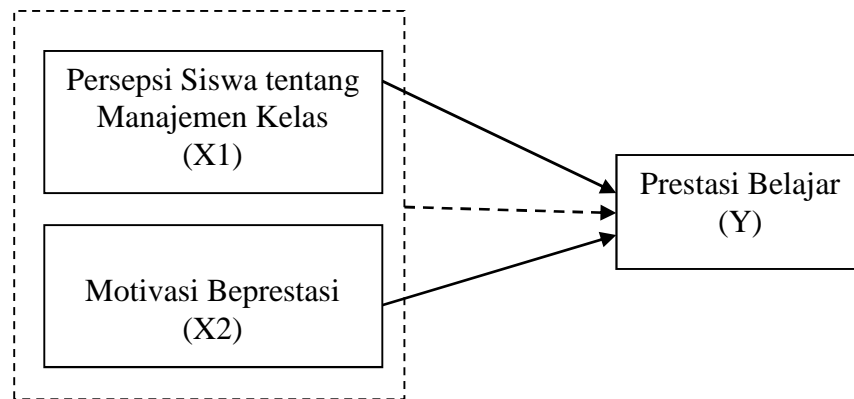 Persepsi Siswa tentang
Manajemen Kelas
(X1)
Prestasi Belajar
(Y)
Motivasi Beprestasi
(X2)